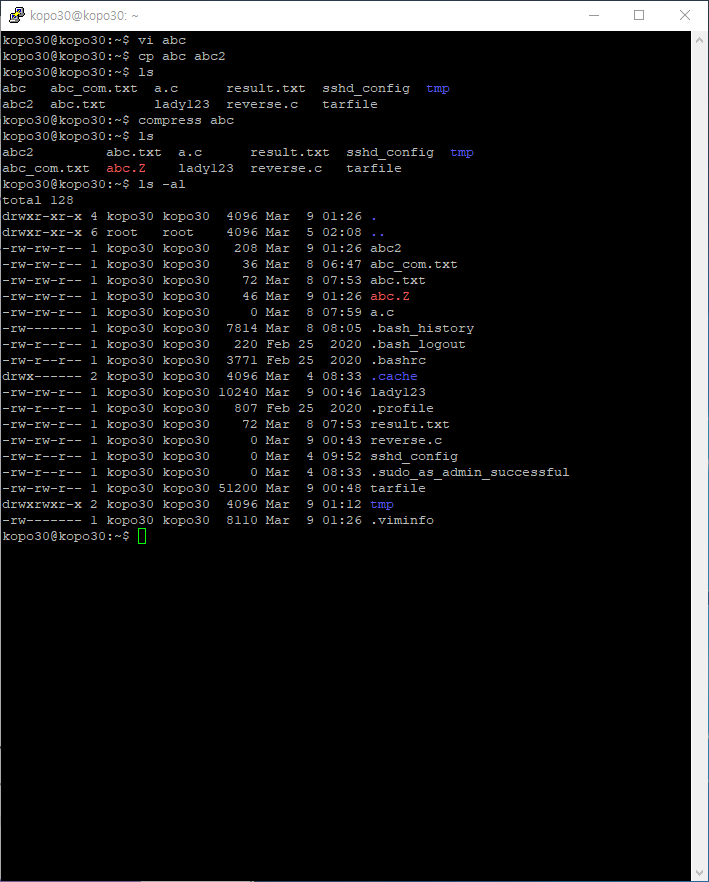 kopo30@kopo30: ~
kopo30@kopo30:~$ vi abc
kopo30@kopo30:~$ cp abc abc2
kopo30@kopo30:~$ ls
abc   abc_com.txt  a.c      result.txt  sshd_config  tmp
abc2  abc.txt      lady123  reverse.c   tarfile
kopo30@kopo30:~$ compress abc
kopo30@kopo30:~$ ls
abc2         abc.txt  a.c      result.txt  sshd_config  tmp
abc_com.txt  abc.Z    lady123  reverse.c   tarfile
kopo30@kopo30:~$ ls -al
total 128
drwxr-xr-x 4 kopo30 kopo30  4096 Mar  9 01:26 .
drwxr-xr-x 6 root   root    4096 Mar  5 02:08 ..
-rw-rw-r-- 1 kopo30 kopo30   208 Mar  9 01:26 abc2
-rw-rw-r-- 1 kopo30 kopo30    36 Mar  8 06:47 abc_com.txt
-rw-rw-r-- 1 kopo30 kopo30    72 Mar  8 07:53 abc.txt
-rw-rw-r-- 1 kopo30 kopo30    46 Mar  9 01:26 abc.Z
-rw-rw-r-- 1 kopo30 kopo30     0 Mar  8 07:59 a.c
-rw------- 1 kopo30 kopo30  7814 Mar  8 08:05 .bash_history
-rw-r--r-- 1 kopo30 kopo30   220 Feb 25  2020 .bash_logout
-rw-r--r-- 1 kopo30 kopo30  3771 Feb 25  2020 .bashrc
drwx------ 2 kopo30 kopo30  4096 Mar  4 08:33 .cache
-rw-rw-r-- 1 kopo30 kopo30 10240 Mar  9 00:46 lady123
-rw-r--r-- 1 kopo30 kopo30   807 Feb 25  2020 .profile
-rw-rw-r-- 1 kopo30 kopo30    72 Mar  8 07:53 result.txt
-rw-rw-r-- 1 kopo30 kopo30     0 Mar  9 00:43 reverse.c
-rw-r--r-- 1 kopo30 kopo30     0 Mar  4 09:52 sshd_config
-rw-r--r-- 1 kopo30 kopo30     0 Mar  4 08:33 .sudo_as_admin_successful
-rw-rw-r-- 1 kopo30 kopo30 51200 Mar  9 00:48 tarfile
drwxrwxr-x 2 kopo30 kopo30  4096 Mar  9 01:12 tmp
-rw------- 1 kopo30 kopo30  8110 Mar  9 01:26 .viminfo
kopo30@kopo30:~$